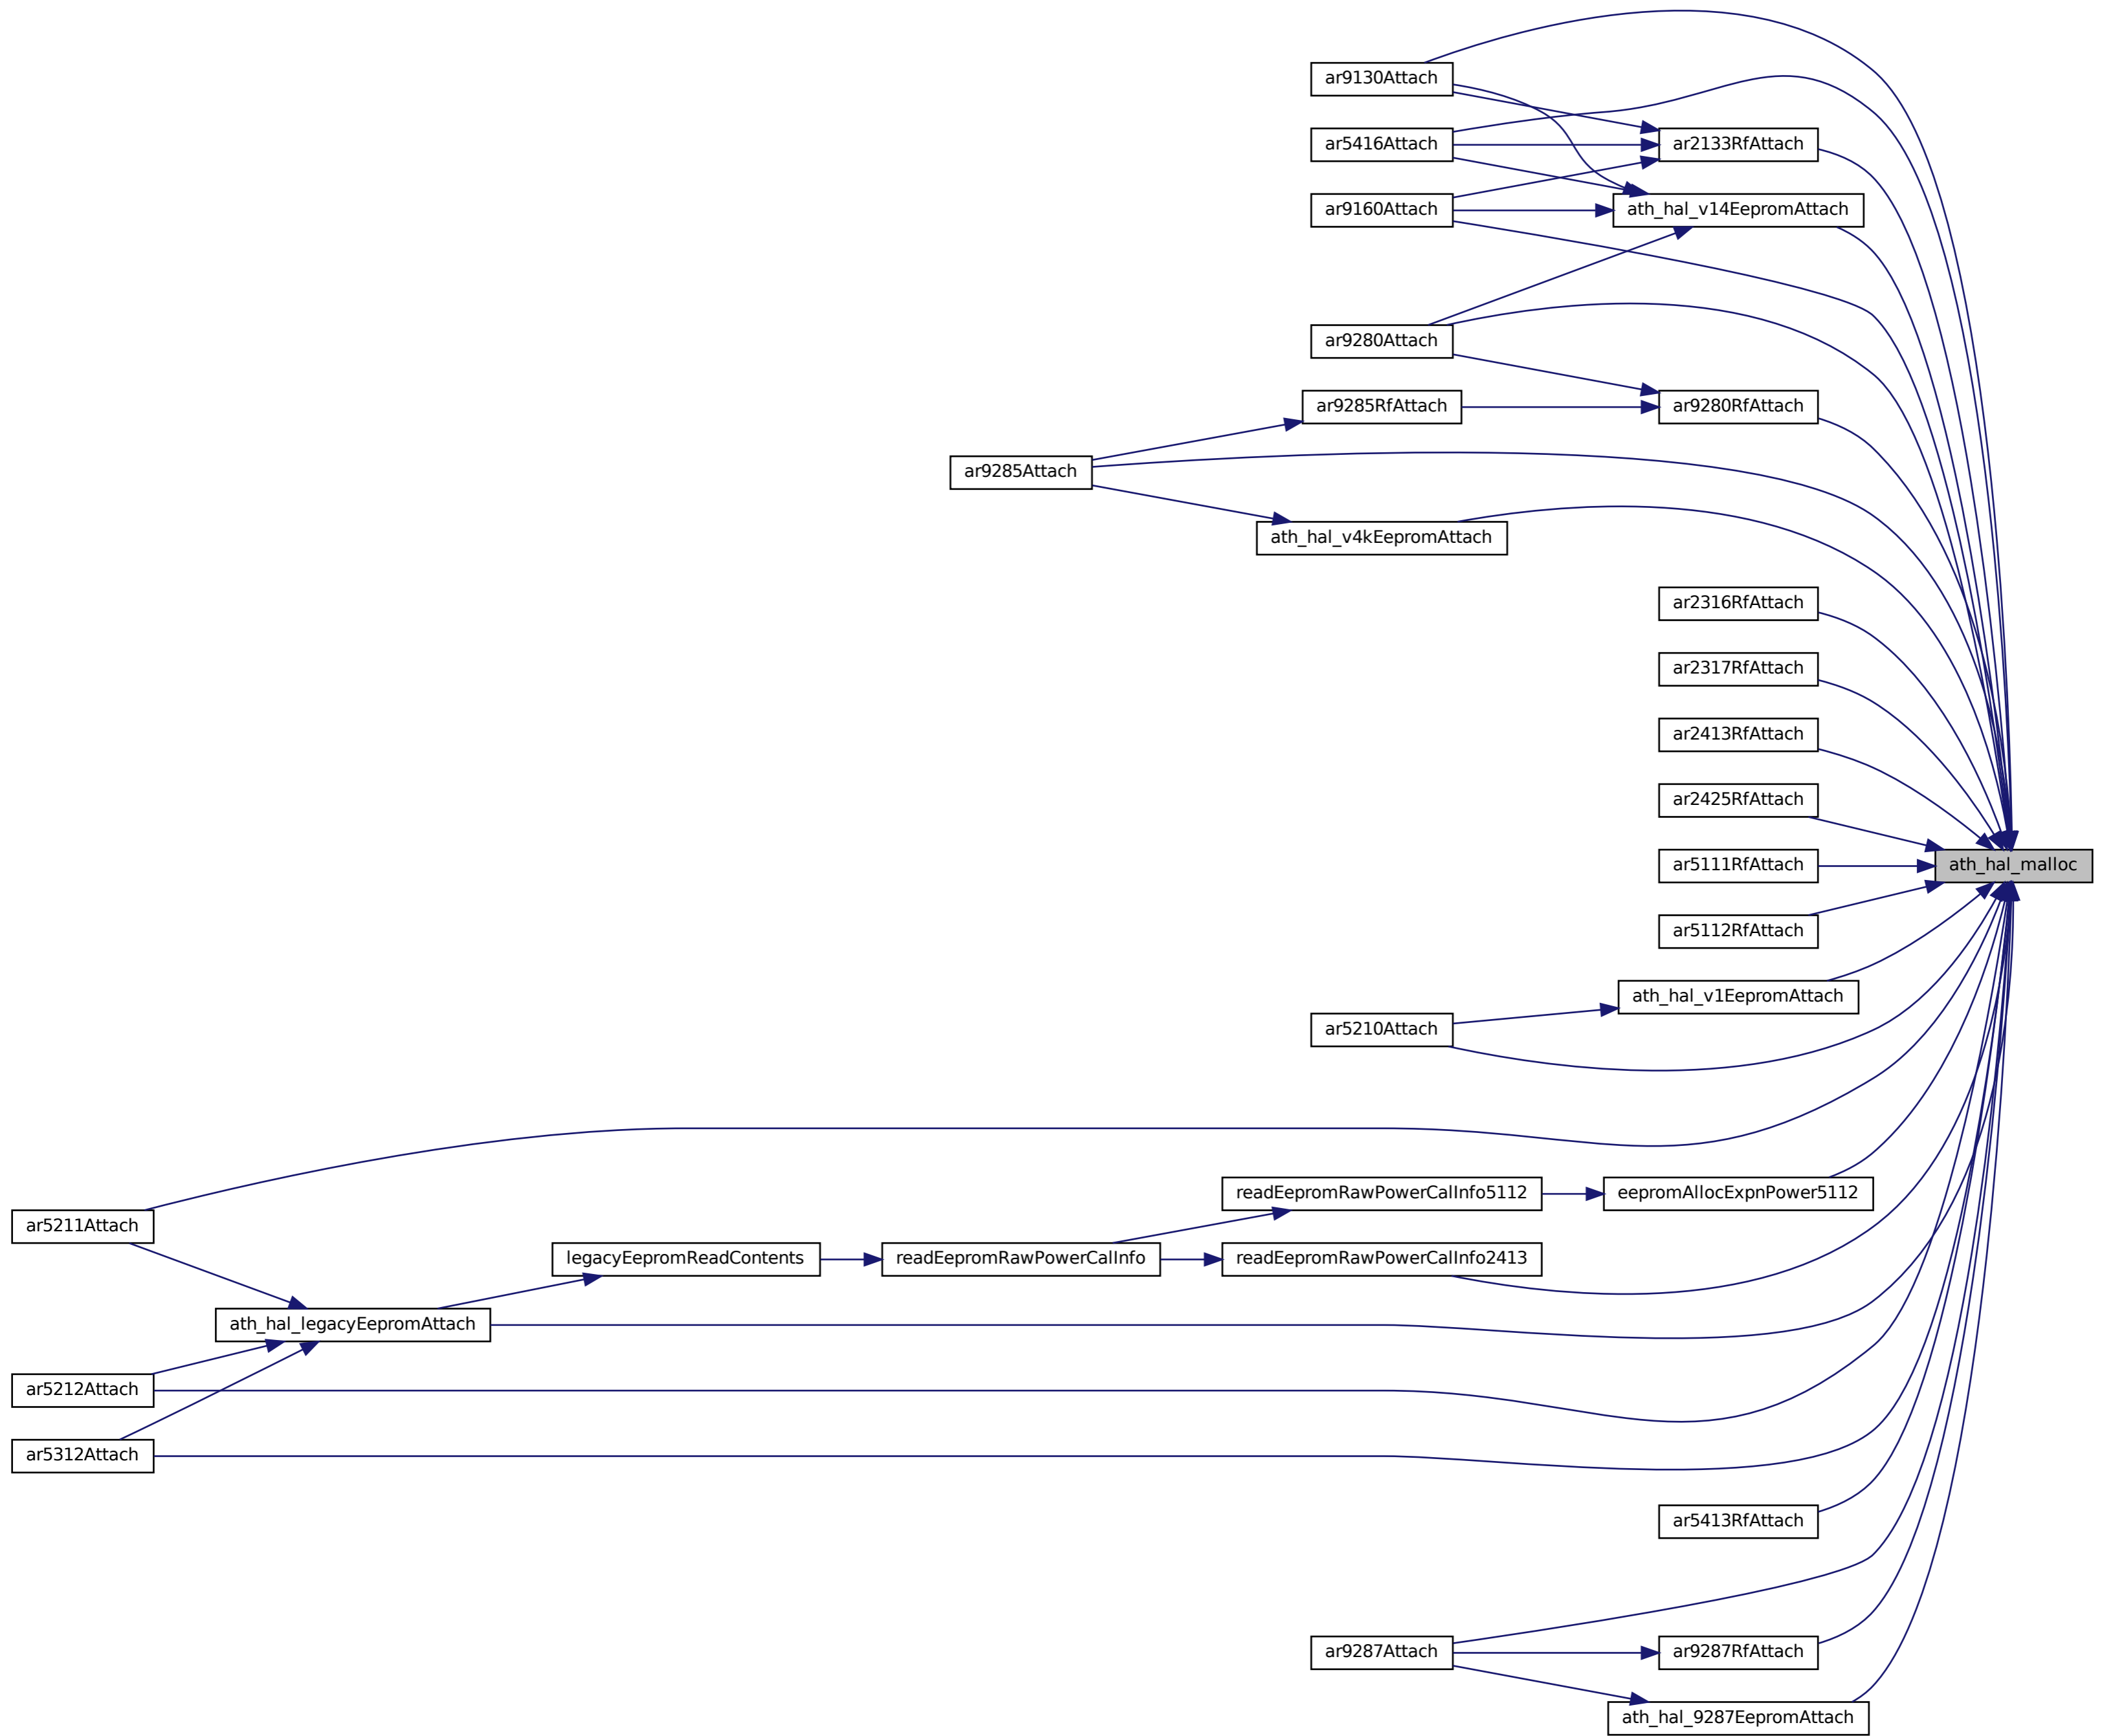 ar9130Attach
ar5416Attach
ar2133RfAttach
ar9160Attach
ath_hal_v14EepromAttach
ar9280Attach
ar9285RfAttach
ar9280RfAttach
ar9285Attach
ath_hal_v4kEepromAttach
ar2316RfAttach
ar2317RfAttach
ar2413RfAttach
ar2425RfAttach
ar5111RfAttach
ath_hal_malloc
ar5112RfAttach
ath_hal_v1EepromAttach
ar5210Attach
readEepromRawPowerCalInfo5112
eepromAllocExpnPower5112
ar5211Attach
legacyEepromReadContents
readEepromRawPowerCalInfo
readEepromRawPowerCalInfo2413
ath_hal_legacyEepromAttach
ar5212Attach
ar5312Attach
ar5413RfAttach
ar9287Attach
ar9287RfAttach
ath_hal_9287EepromAttach